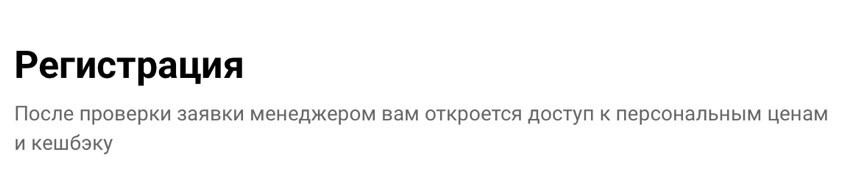 Регистрация
После проверки заявки менеджером вам откроется доступ к персональным ценам
и кешбэку